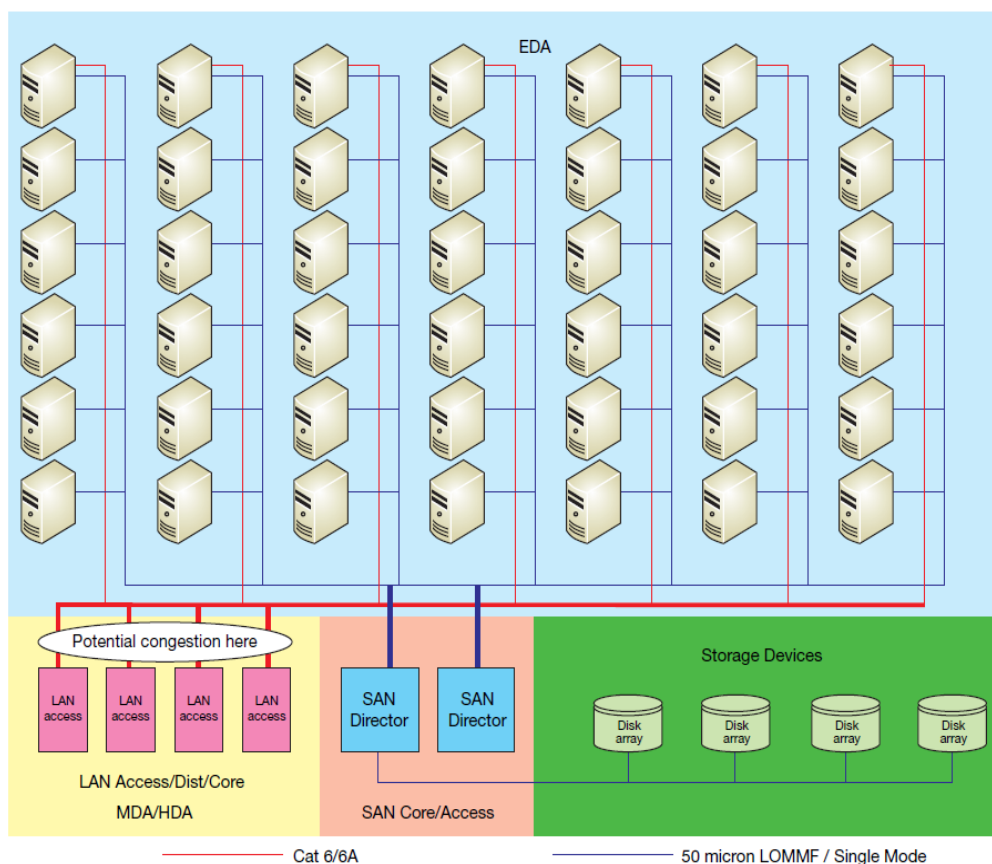 EDA
Potential congestion here
LAN
access
LAN
access
LAN
access
LAN
access
LAN Access/Dist/Core
MDA/HDA
SAN
Director
SAN
Director
SAN Core/Access
Storage Devices
Disk
array
Disk
array
Disk
array
Disk
array
Cat 6/6A
50 micron LOMMF / Single Mode